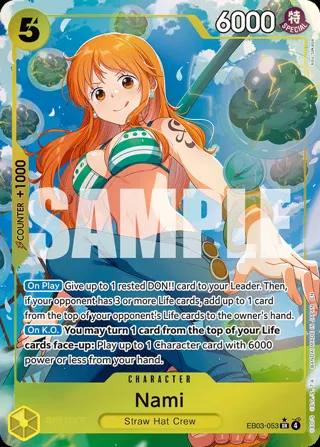 5
6000
特
SPECIAL
COUNTER +1000
SAMPLE
On Play Give up to 1 rested DON!! card to your Leader. Then,
if your opponent has 3 or more Life cards, add up to 1 card
from the top of your opponent's Life cards to the owner's hand.
On K.O. You may turn 1 card from the top of your Life
cards face-up: Play up to 1 Character card with 6000
power or less from your hand.
CHARACTER
Nami
Straw Hat Crew
EB03-053 SR 4